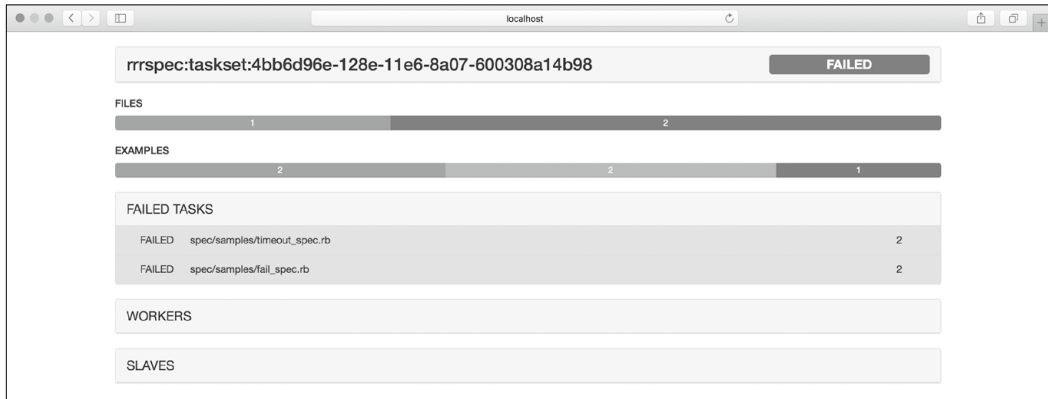 localhost
rrrspec:taskset:4bb6d96e-128e-11e6-8a07-600308a14b98 FAILED
FILES
1 2
EXAMPLES
2 2 1
FAILED TASKS
FAILED spec/samples/timeout_spec.rb 2
FAILED spec/samples/fail_spec.rb 2
WORKERS
SLAVES